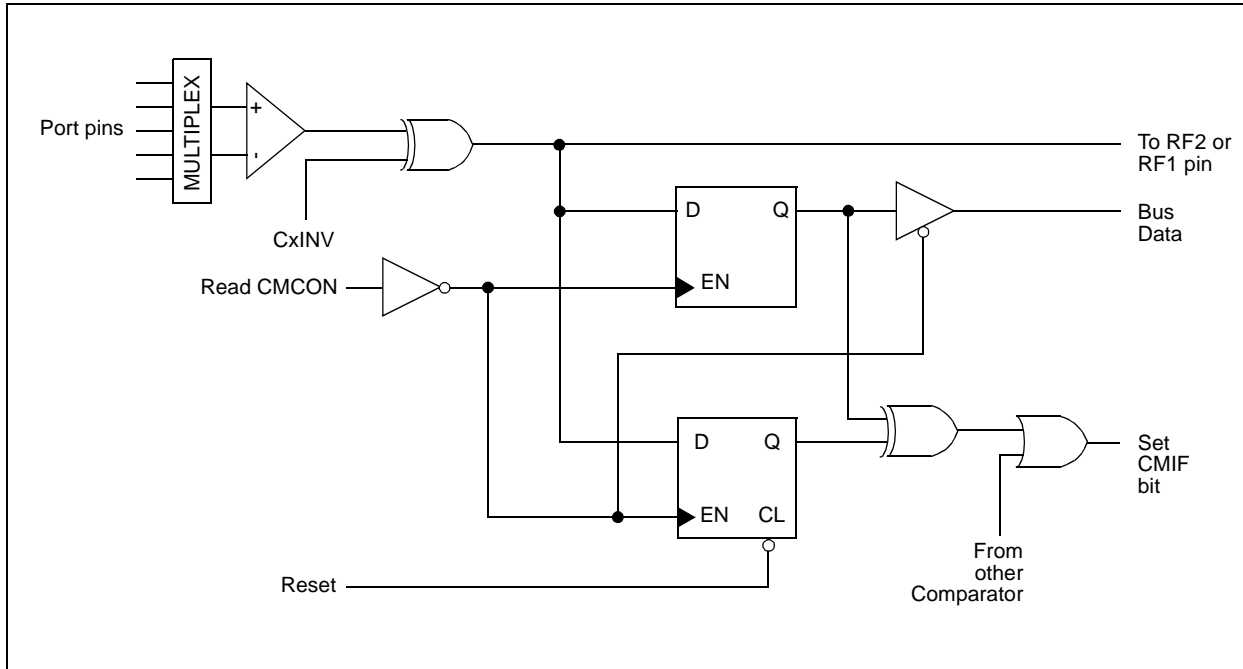 MULTIPLEX
Port pins
+
-
CxINV
To RF2 or
RF1 pin
D
Q
EN
Bus
Data
Read CMCON
D
Q
EN
CL
Set
CMIF
bit
From
other
Comparator
Reset